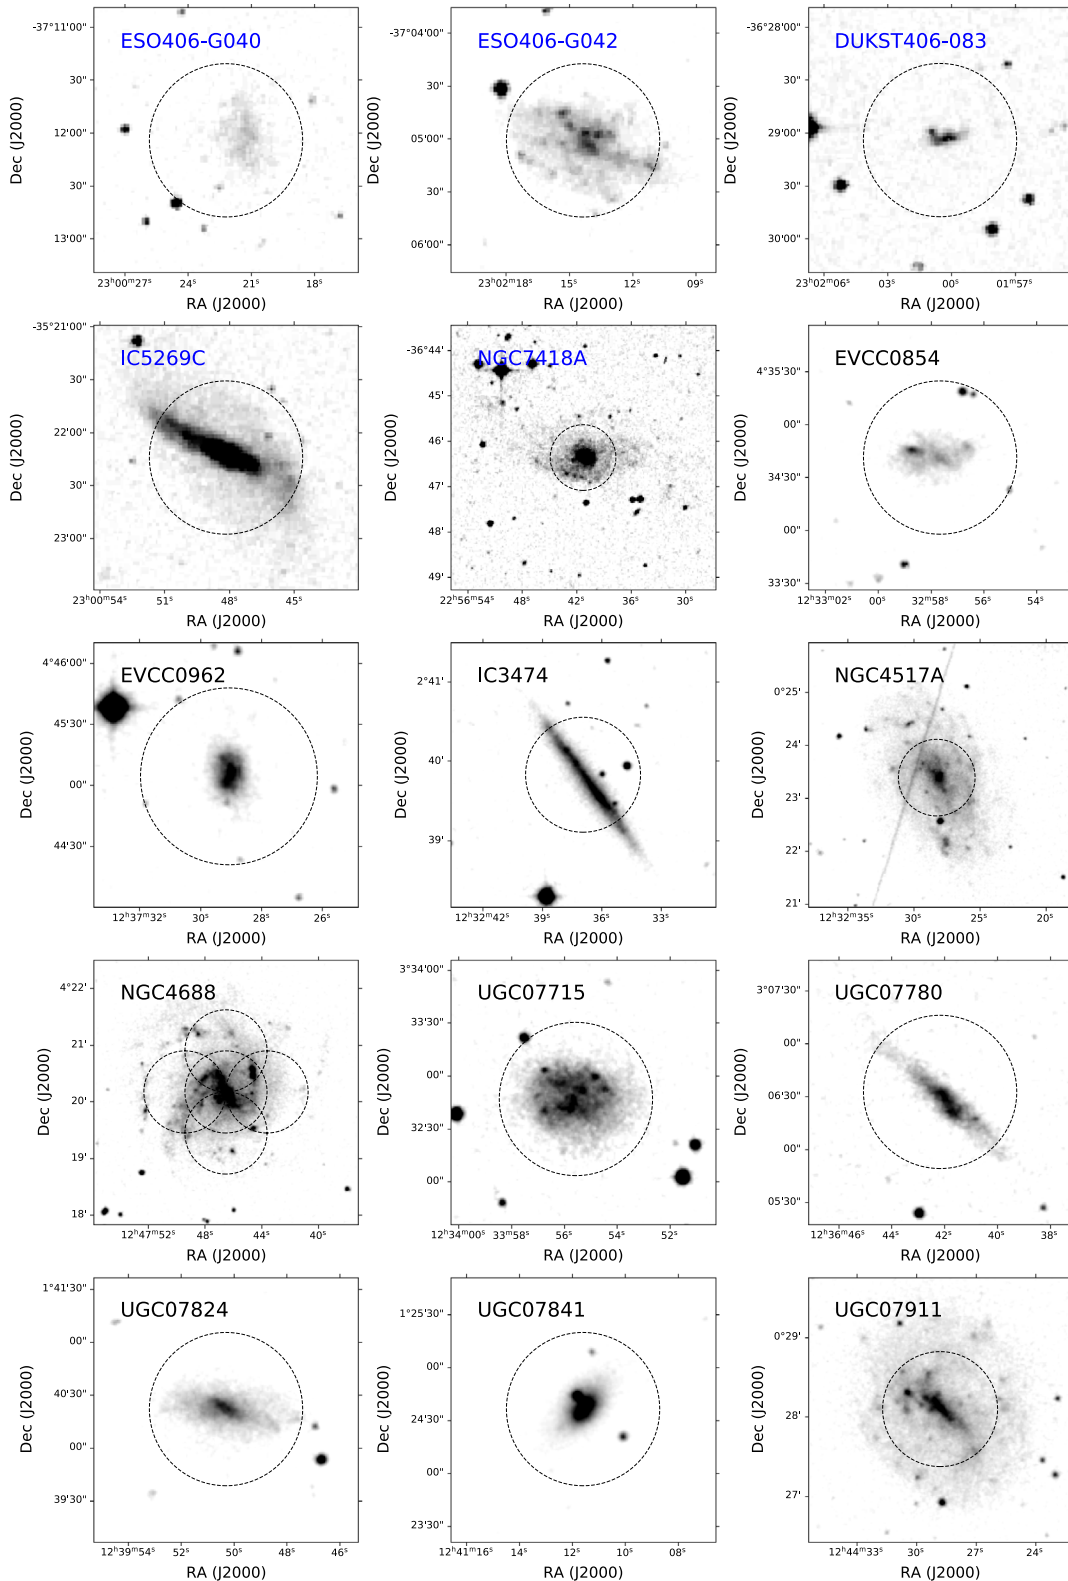 ESO406-G040
-37°11'00"
30"
12'00"
30"
13'00"
Dec (J2000)
23ʰ00ᵐ27ˢ 24ˢ 21ˢ 18ˢ
RA (J2000)
ESO406-G042
-37°04'00"
30"
05'00"
30"
06'00"
Dec (J2000)
23ʰ02ᵐ18ˢ 15ˢ 12ˢ 09ˢ
RA (J2000)
DUKST406-083
-36°28'00"
30"
29'00"
30"
30'00"
Dec (J2000)
23ʰ02ᵐ06ˢ 03ˢ 00ˢ 01ᵐ57ˢ
RA (J2000)
IC5269C
-35°21'00"
30"
22'00"
30"
23'00"
Dec (J2000)
23ʰ00ᵐ54ˢ 51ˢ 48ˢ 45ˢ
RA (J2000)
NGC7418A
-36°44'
45'
46'
47'
48'
49'
Dec (J2000)
22ʰ56ᵐ54ˢ 48ˢ 42ˢ 36ˢ 30ˢ
RA (J2000)
EVCC0854
4°35'30"
00"
34'30"
00"
33'30"
Dec (J2000)
12ʰ33ᵐ02ˢ 00ˢ 32ᵐ58ˢ 56ˢ 54ˢ
RA (J2000)
EVCC0962
4°46'00"
45'30"
00"
44'30"
Dec (J2000)
12ʰ37ᵐ32ˢ 30ˢ 28ˢ 26ˢ
RA (J2000)
IC3474
2°41'
40'
39'
Dec (J2000)
12ʰ32ᵐ42ˢ 39ˢ 36ˢ 33ˢ
RA (J2000)
NGC4517A
0°25'
24'
23'
22'
21'
Dec (J2000)
12ʰ32ᵐ35ˢ 30ˢ 25ˢ 20ˢ
RA (J2000)
NGC4688
4°22'
21'
20'
19'
18'
Dec (J2000)
12ʰ47ᵐ52ˢ 48ˢ 44ˢ 40ˢ
RA (J2000)
UGC07715
3°34'00"
33'30"
00"
32'30"
00"
Dec (J2000)
12ʰ34ᵐ00ˢ 33ᵐ58ˢ 56ˢ 54ˢ 52ˢ
RA (J2000)
UGC07780
3°07'30"
00"
06'30"
00"
05'30"
Dec (J2000)
12ʰ36ᵐ46ˢ 44ˢ 42ˢ 40ˢ 38ˢ
RA (J2000)
UGC07824
1°41'30"
00"
40'30"
00"
39'30"
Dec (J2000)
12ʰ39ᵐ54ˢ 52ˢ 50ˢ 48ˢ 46ˢ
RA (J2000)
UGC07841
1°25'30"
00"
24'30"
00"
23'30"
Dec (J2000)
12ʰ41ᵐ16ˢ 14ˢ 12ˢ 10ˢ 08ˢ
RA (J2000)
UGC07911
0°29'
28'
27'
Dec (J2000)
12ʰ44ᵐ33ˢ 30ˢ 27ˢ 24ˢ
RA (J2000)